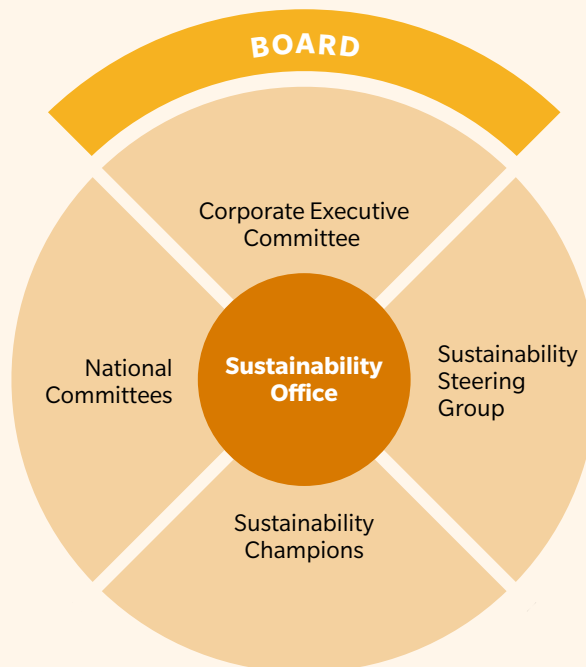 BOARD
Corporate Executive
Committee
National
Committees
Sustainability
Office
Sustainability
Steering
Group
Sustainability
Champions